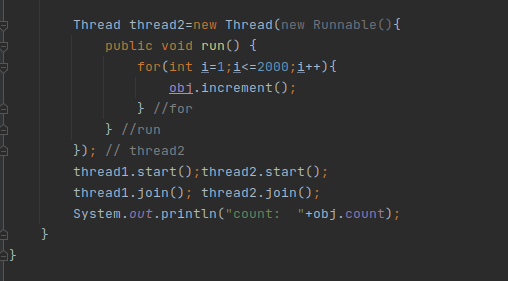 Thread thread2=new Thread(new Runnable(){
public void run() {
for(int i=1;i<=2000;i++){
obj.increment();
} //for
} //run
}); // thread2
thread1.start();thread2.start();
thread1.join(); thread2.join();
System.out.println("count:  "+obj.count);
}
}